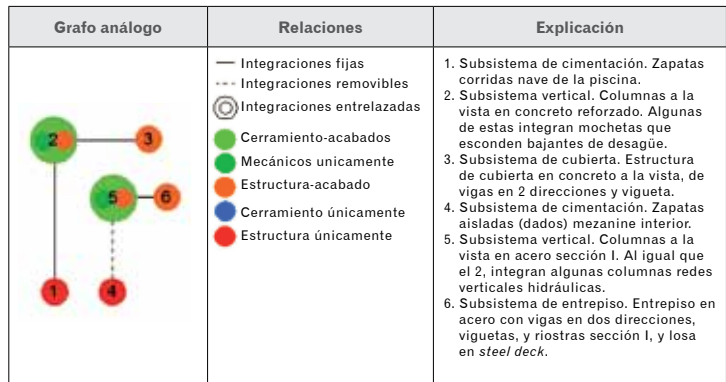 Grafo análogo
Relaciones
Explicación
2
3
5
6
1
4
Integraciones fijas
Integraciones removibles
Integraciones entrelazadas
Cerramiento-acabados
Mecánicos unicamente
Estructura-acabado
Cerramiento únicamente
Estructura únicamente
1. Subsistema de cimentación. Zapatas
corridas nave de la piscina.
2. Subsistema vertical. Columnas a la
vista en concreto reforzado. Algunas
de estas integran mochetas que
esconden bajantes de desagüe.
3. Subsistema de cubierta. Estructura
de cubierta en concreto a la vista, de
vigas en 2 direcciones y vigueta.
4. Subsistema de cimentación. Zapatas
aisladas (dados) mezanine interior.
5. Subsistema vertical. Columnas a la
vista en acero sección I. Al igual que
el 2, integran algunas columnas redes
verticales hidráulicas.
6. Subsistema de entrepiso. Entrepiso en
acero con vigas en dos direcciones,
viguetas, y riostras sección I, y losa
en steel deck.